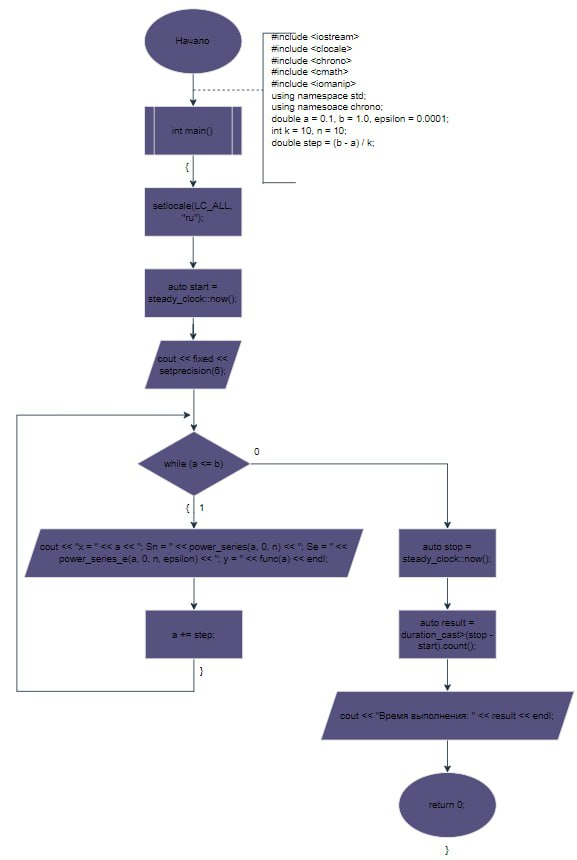 Начало
#include <iostream>
#include <clocale>
#include <chrono>
#include <cmath>
#include <iomanip>
using namespace std;
using namesoace chrono;
double a = 0.1, b = 1.0, epsilon = 0.0001;
int k = 10, n = 10;
double step = (b - a) / k;
int main()
{
setlocale(LC_ALL,
"ru");
auto start =
steady_clock::now();
cout << fixed <<
setprecision(6);
while (a <= b)
0
{ 1
cout << "x = " << a << "; Sn = " << power_series(a, 0, n) << "; Se = " <<
power_series_e(a, 0, n, epsilon) << "; y = " << func(a) << endl;
a += step;
}
auto stop =
steady_clock::now();
auto result =
duration_cast>(stop -
start).count();
cout << "Время выполнения: " << result << endl;
return 0;
}